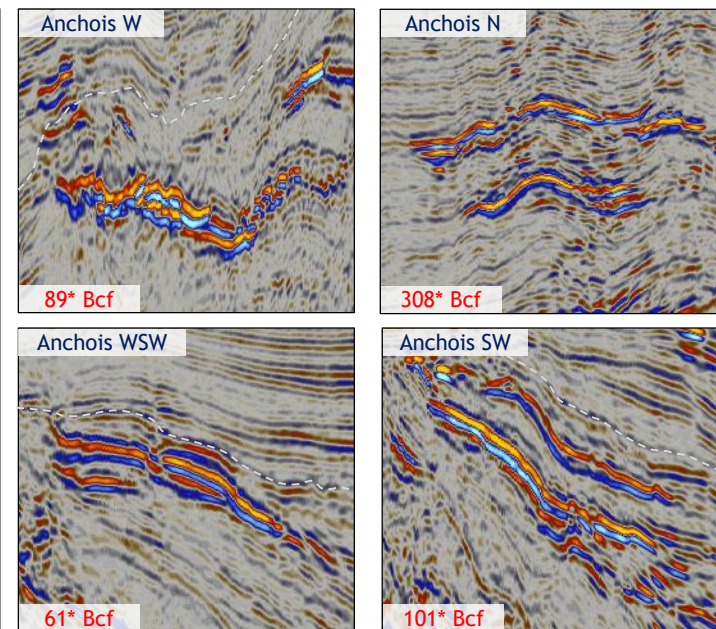 Anchois W
89* Bcf
Anchois N
308* Bcf
Anchois WSW
61* Bcf
Anchois SW
101* Bcf